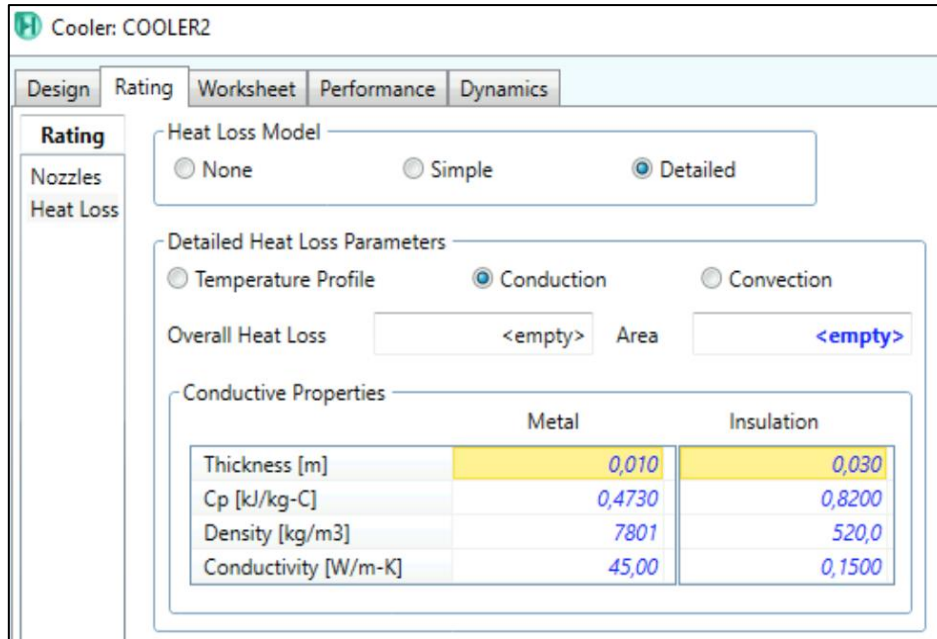 Cooler: COOLER2
Design Rating Worksheet Performance Dynamics
Rating
Nozzles
Heat Loss
Heat Loss Model
None Simple Detailed
Detailed Heat Loss Parameters
Temperature Profile Conduction Convection
Overall Heat Loss <empty> Area <empty>
Conductive Properties
Metal Insulation
Thickness [m] 0,010 0,030
Cp [kJ/kg-C] 0,4730 0,8200
Density [kg/m3] 7801 520,0
Conductivity [W/m-K] 45,00 0,1500